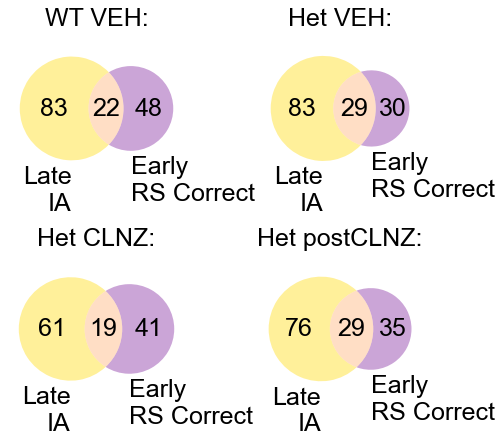 WT VEH:
83 22 48
Late
IA
Early
RS Correct
Het VEH:
83 29 30
Late
IA
Early
RS Correct
Het CLNZ:
61 19 41
Late
IA
Early
RS Correct
Het postCLNZ:
76 29 35
Late
IA
Early
RS Correct